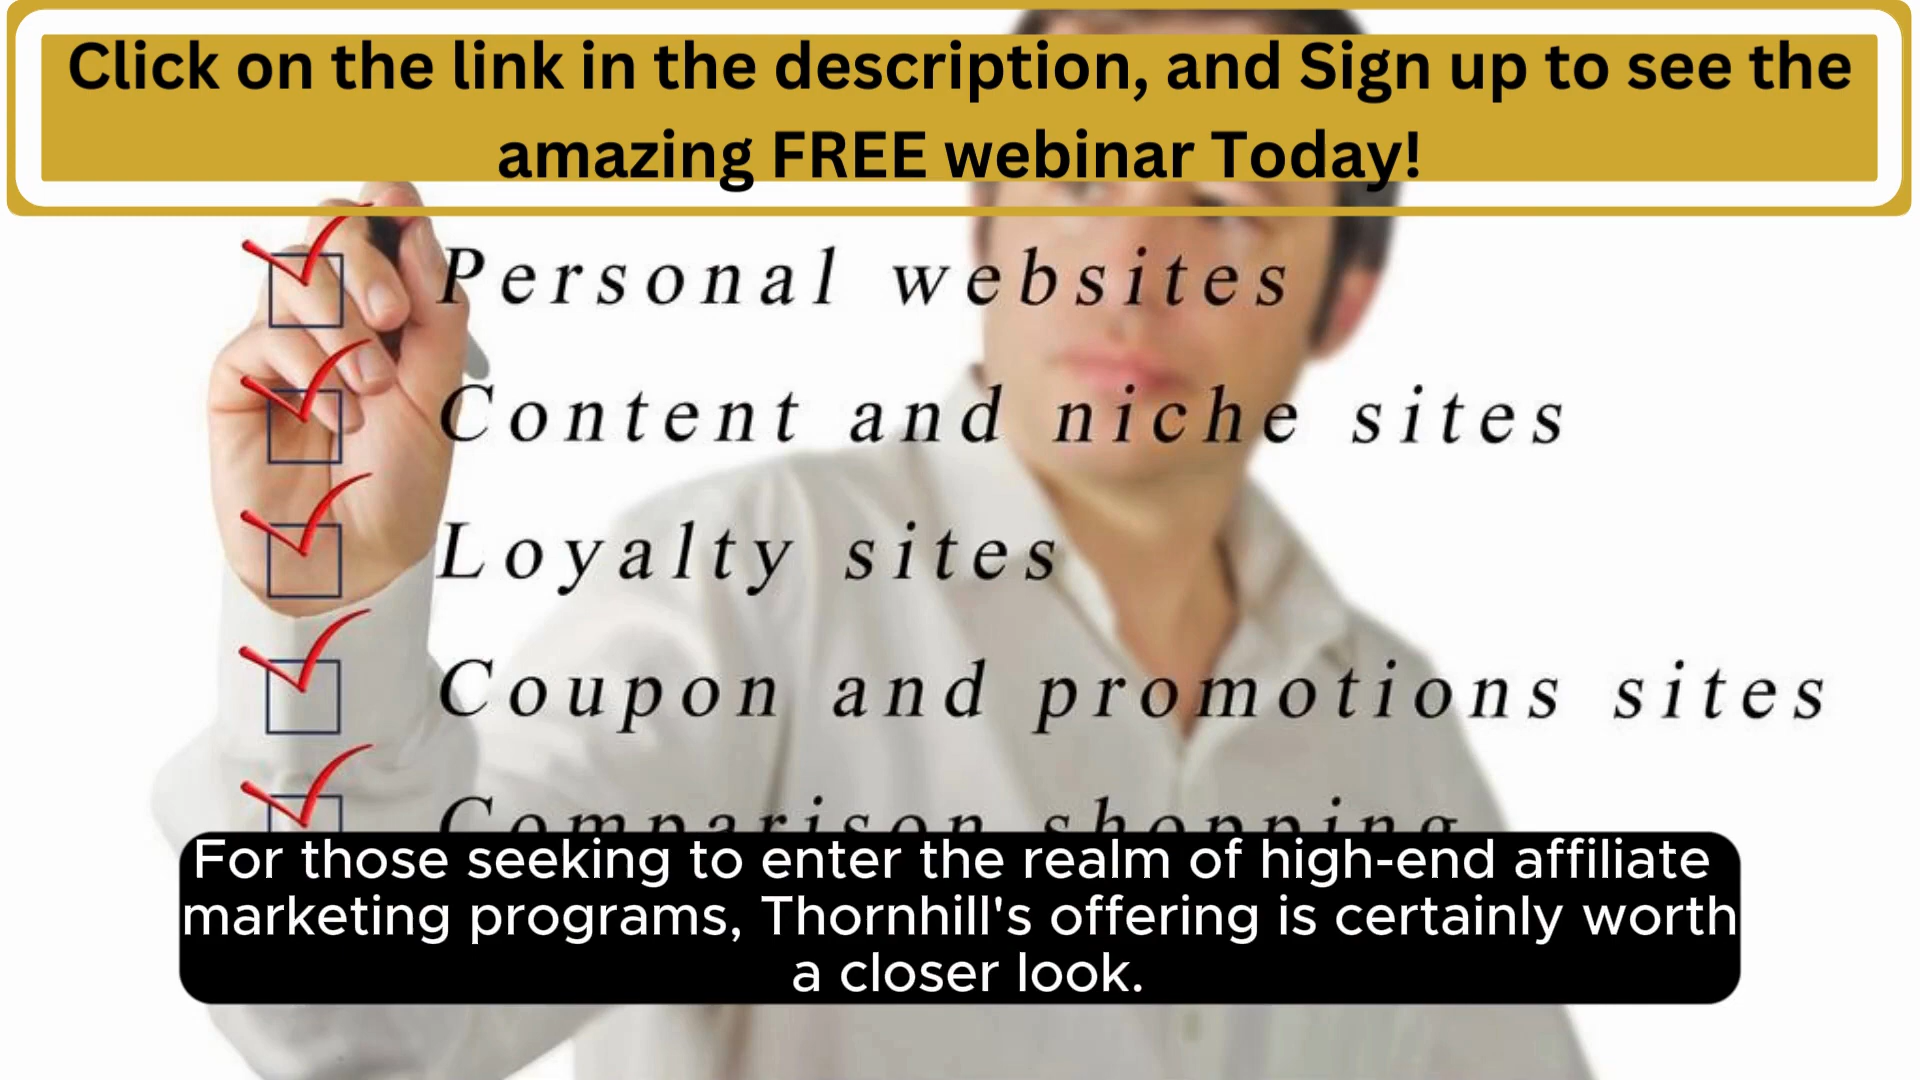 Click on the link in the description, and Sign up to see the
amazing FREE webinar Today!
Personal websites
Content and niche sites
Loyalty sites
Coupon and promotions sites
Comparison shopping
For those seeking to enter the realm of high-end affiliate
marketing programs, Thornhill's offering is certainly worth
a closer look.